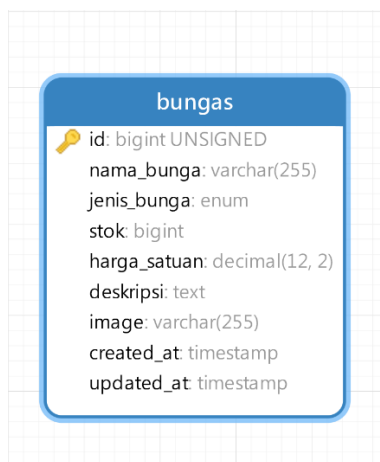 bungas
id: bigint UNSIGNED
nama_bunga: varchar(255)
jenis_bunga: enum
stok: bigint
harga_satuan: decimal(12, 2)
deskripsi: text
image: varchar(255)
created_at: timestamp
updated_at: timestamp